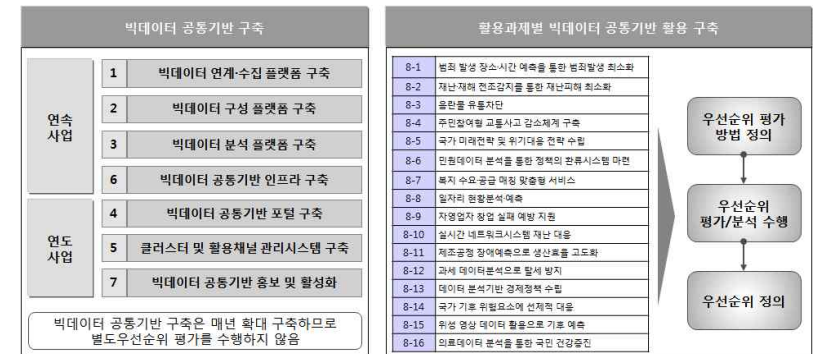 빅데이터 공통기반 구축
연속
사업
1 빅데이터 연계·수집 플랫폼 구축
2 빅데이터 구성 플랫폼 구축
3 빅데이터 분석 플랫폼 구축
6 빅데이터 공통기반 인프라 구축
연도
사업
4 빅데이터 공통기반 포털 구축
5 클러스터 및 활용채널 관리시스템 구축
7 빅데이터 공통기반 홍보 및 활성화
빅데이터 공통기반 구축은 매년 확대 구축하므로
별도우선순위 평가를 수행하지 않음
활용과제별 빅데이터 공통기반 활용 구축
8-1 범죄 발생 장소·시간 예측을 통한 범죄발생 최소화
8-2 재난·재해 전조감지를 통한 재난피해 최소화
8-3 음란물 유통차단
8-4 주민참여형 교통사고 감소체계 구축
8-5 국가 미래전략 및 위기대응 전략 수립
8-6 민원데이터 분석을 통한 정책의 환류시스템 마련
8-7 복지 수요·공급 매칭 맞춤형 서비스
8-8 일자리 현황분석·예측
8-9 자영업자 창업 실패 예방 지원
8-10 실시간 네트워크시스템 재난 대응
8-11 제조공정 장애예측으로 생산효율 고도화
8-12 과세 데이터분석으로 탈세 방지
8-13 데이터 분석기반 경제정책 수립
8-14 국가 기후 위험요소에 선제적 대응
8-15 위성 영상 데이터 활용으로 기후 예측
8-16 의료데이터 분석을 통한 국민 건강증진
우선순위 평가
방법 정의
우선순위
평가/분석 수행
우선순위 정의